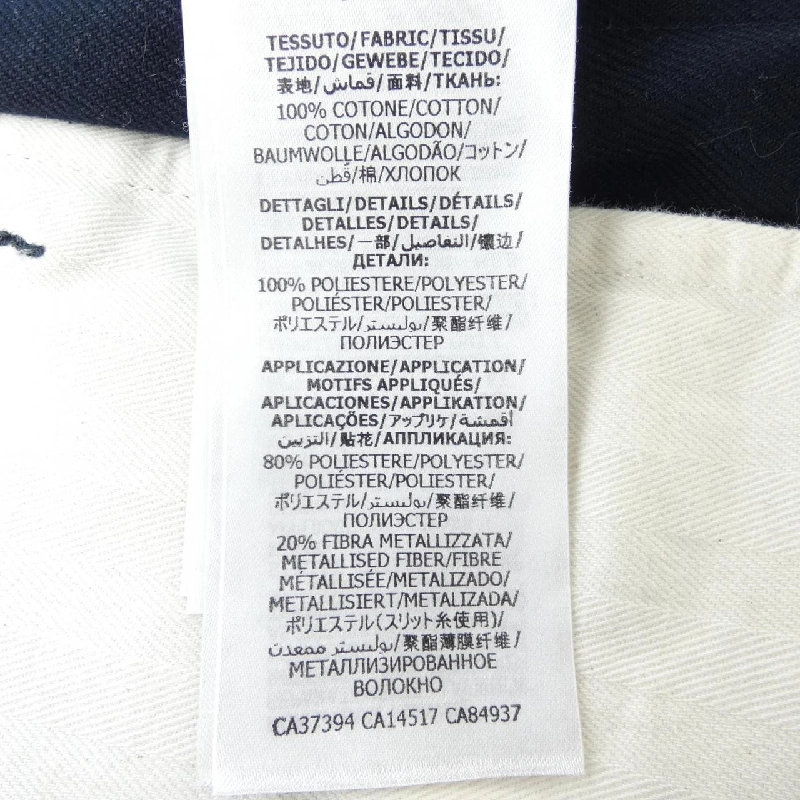 TESSUTO/FABRIC/TISSU/
TEJIDO/GEWEBE/TECIDO/
表地/قماش/面料/ТКАНЬ:
100% COTONE/COTTON/
COTON/ALGODON/
BAUMWOLLE/ALGODÃO/コットン/
قُطن/棉/ХЛОПОК
DETTAGLI/DETAILS/DÉTAILS/
DETALLES/DETAILS/
DETALHES/一部/التفاصيل/镶边/
ДЕТАЛИ:
100% POLIESTERE/POLYESTER/
POLIÉSTER/POLIESTER/
ポリエステル/بوليستر/聚酯纤维/
ПОЛИЭСТЕР
APPLICAZIONE/APPLICATION/
MOTIFS APPLIQUÉS/
APLICACIONES/APPLIKATION/
APLICAÇÕES/アップリケ/أقمشة
التزيين/贴花/АППЛИКАЦИЯ:
80% POLIESTERE/POLYESTER/
POLIÉSTER/POLIESTER/
ポリエステル/بوليستر/聚酯纤维/
ПОЛИЭСТЕР
20% FIBRA METALLIZZATA/
METALLISED FIBER/FIBRE
MÉTALLISÉE/METALIZADO/
METALLISIERT/METALIZADA/
ポリエステル(スリット糸使用)/
بوليستر ممعدت/聚酯薄膜纤维/
МЕТАЛЛИЗИРОВАННОЕ
ВОЛОКНО
CA37394 CA14517 CA84937